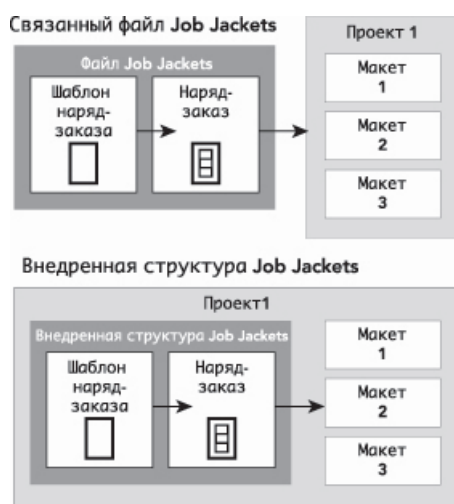 Связанный файл Job Jackets
Проект 1
Файл Job Jackets
Шаблон
наряд-
заказа
Наряд-
заказ
Макет
1
Макет
2
Макет
3
Внедренная структура Job Jackets
Проект1
Внедренная структура Job Jackets
Шаблон
наряд-
заказа
Наряд-
заказ
Макет
1
Макет
2
Макет
3